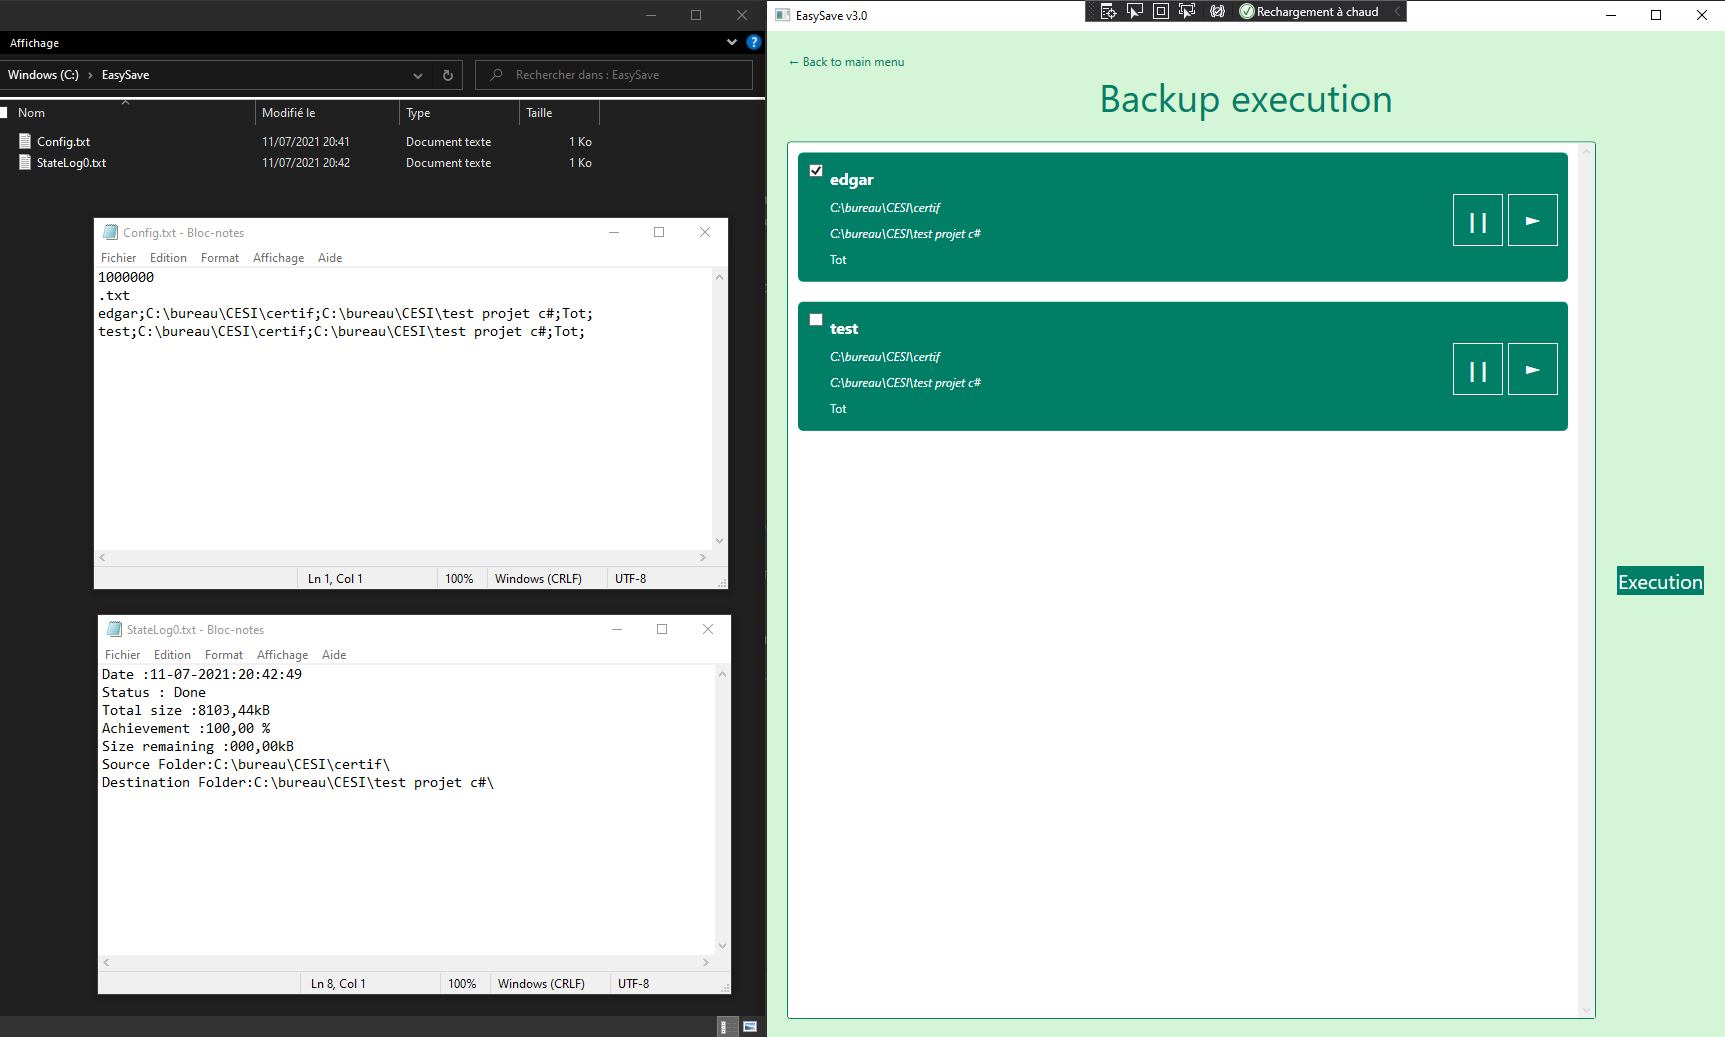 Affichage
Windows (C:) › EasySave
Rechercher dans : EasySave
Nom Modifié le Type Taille
Config.txt 11/07/2021 20:41 Document texte 1 Ko
StateLog0.txt 11/07/2021 20:42 Document texte 1 Ko
Config.txt - Bloc-notes
Fichier Edition Format Affichage Aide
1000000
.txt
edgar;C:\bureau\CESI\certif;C:\bureau\CESI\test projet c#;Tot;
test;C:\bureau\CESI\certif;C:\bureau\CESI\test projet c#;Tot;
Ln 1, Col 1 100% Windows (CRLF) UTF-8
StateLog0.txt - Bloc-notes
Fichier Edition Format Affichage Aide
Date :11-07-2021:20:42:49
Status : Done
Total size :8103,44kB
Achievement :100,00 %
Size remaining :000,00kB
Source Folder:C:\bureau\CESI\certif\
Destination Folder:C:\bureau\CESI\test projet c#\
Ln 8, Col 1 100% Windows (CRLF) UTF-8
EasySave v3.0
Rechargement à chaud
← Back to main menu
Backup execution
edgar
C:\bureau\CESI\certif
C:\bureau\CESI\test projet c#
Tot
test
C:\bureau\CESI\certif
C:\bureau\CESI\test projet c#
Tot
Execution